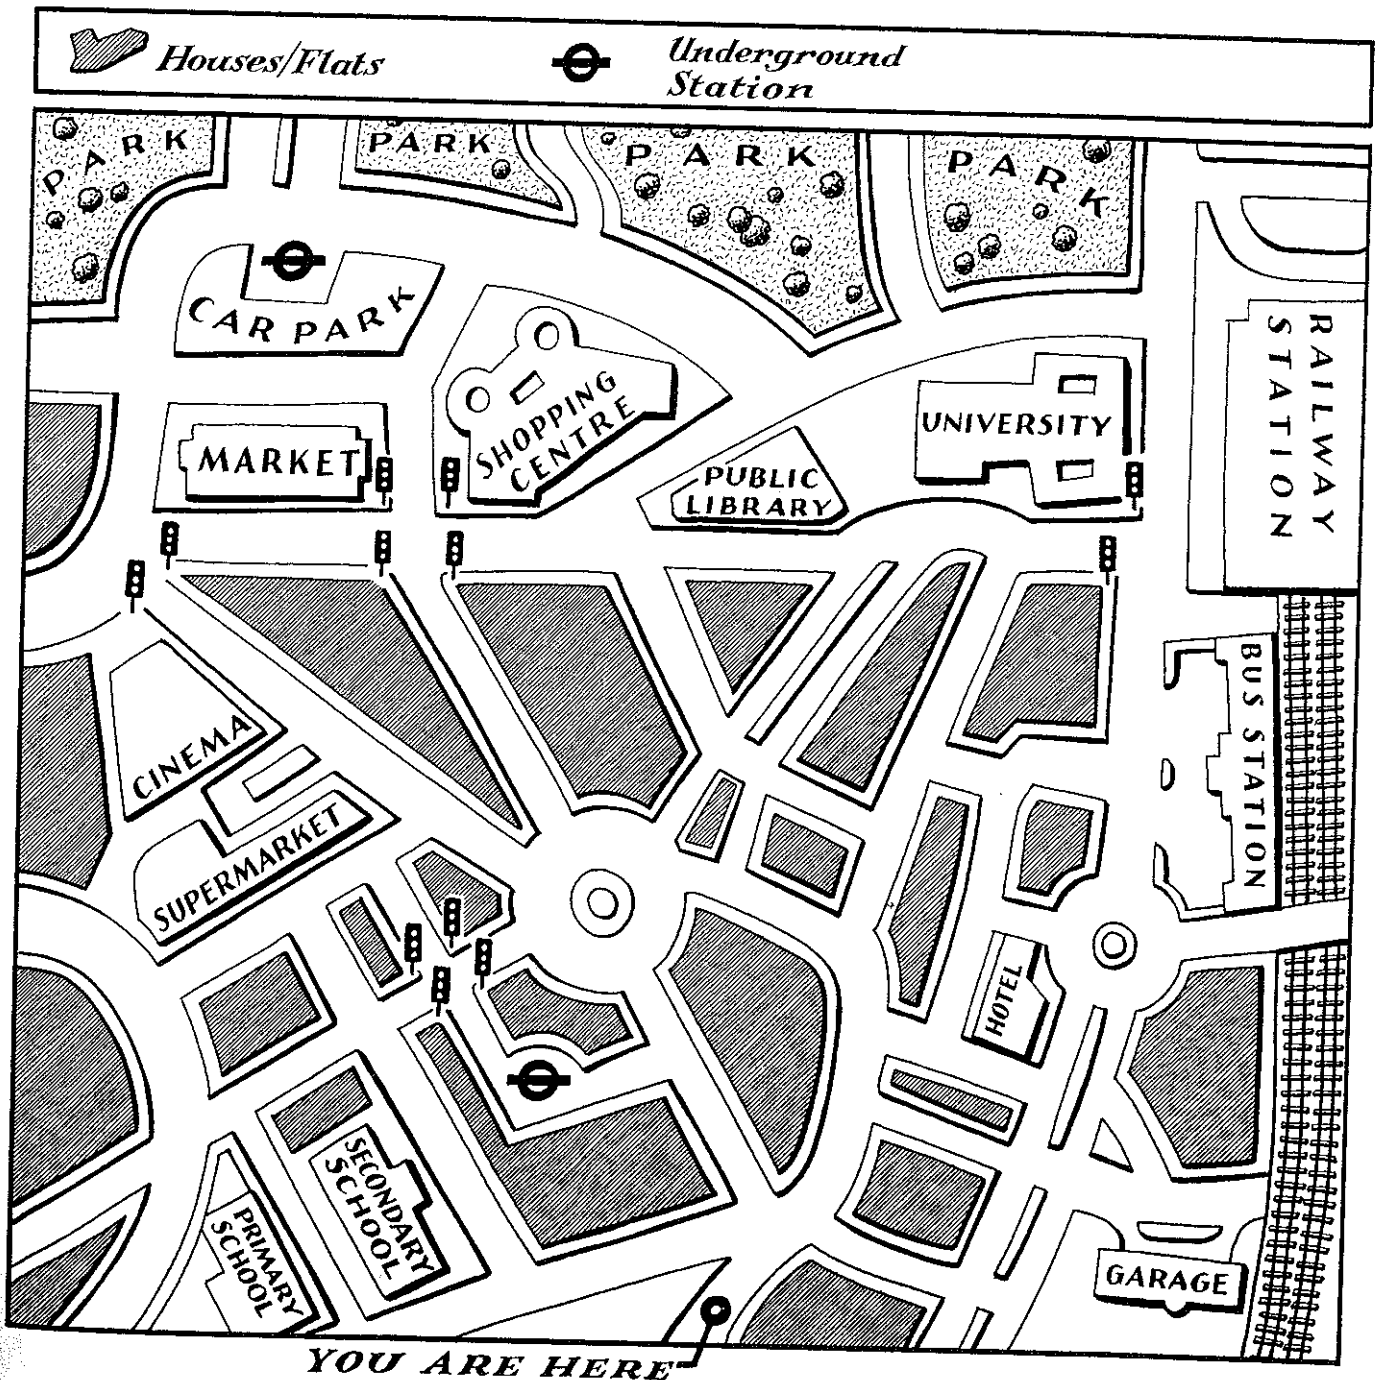 Houses/Flats
Underground
Station
PARK
PARK
PARK
PARK
CAR PARK
RAILWAY
STATION
SHOPPING
CENTRE
UNIVERSITY
MARKET
PUBLIC
LIBRARY
BUS STATION
CINEMA
SUPERMARKET
HOTEL
SECONDARY
SCHOOL
PRIMARY
SCHOOL
GARAGE
YOU ARE HERE